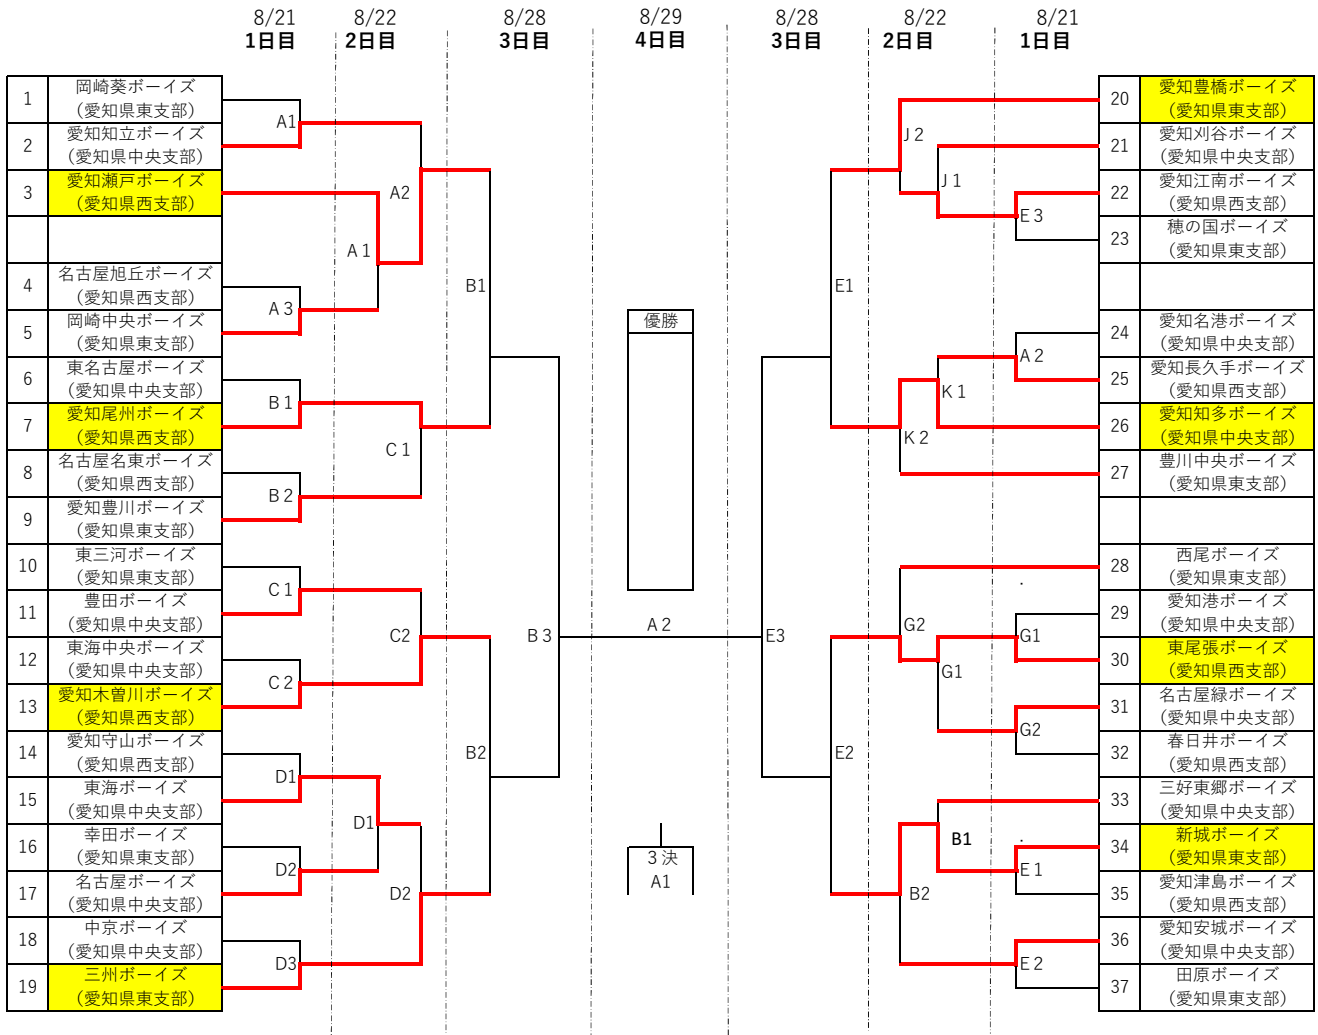 8/21 8/22 8/28 8/29 8/28 8/22 8/21
1日目 2日目 3日目 4日目 3日目 2日目 1日目
1 岡崎葵ボーイズ
(愛知県東支部)
2 愛知知立ボーイズ
(愛知県中央支部)
3 愛知瀬戸ボーイズ
(愛知県西支部)
4 名古屋旭丘ボーイズ
(愛知県西支部)
5 岡崎中央ボーイズ
(愛知県東支部)
6 東名古屋ボーイズ
(愛知県中央支部)
7 愛知尾州ボーイズ
(愛知県西支部)
8 名古屋名東ボーイズ
(愛知県西支部)
9 愛知豊川ボーイズ
(愛知県東支部)
10 東三河ボーイズ
(愛知県東支部)
11 豊田ボーイズ
(愛知県中央支部)
12 東海中央ボーイズ
(愛知県中央支部)
13 愛知木曽川ボーイズ
(愛知県西支部)
14 愛知守山ボーイズ
(愛知県西支部)
15 東海ボーイズ
(愛知県中央支部)
16 幸田ボーイズ
(愛知県東支部)
17 名古屋ボーイズ
(愛知県中央支部)
18 中京ボーイズ
(愛知県中央支部)
19 三州ボーイズ
(愛知県東支部)
A1
A3
B1
B2
C1
C2
D1
D2
D3
A1
A2
C1
C2
D1
D2
B1
B2
B3
優勝
A2
3決
A1
E3
E1
E2
J2
J1
K1
K2
G2
G1
B1
B2
E3
A2
G1
G2
E1
E2
20 愛知豊橋ボーイズ
(愛知県東支部)
21 愛知刈谷ボーイズ
(愛知県中央支部)
22 愛知江南ボーイズ
(愛知県西支部)
23 穂の国ボーイズ
(愛知県東支部)
24 愛知名港ボーイズ
(愛知県中央支部)
25 愛知長久手ボーイズ
(愛知県西支部)
26 愛知知多ボーイズ
(愛知県中央支部)
27 豊川中央ボーイズ
(愛知県東支部)
28 西尾ボーイズ
(愛知県東支部)
29 愛知港ボーイズ
(愛知県中央支部)
30 東尾張ボーイズ
(愛知県西支部)
31 名古屋緑ボーイズ
(愛知県中央支部)
32 春日井ボーイズ
(愛知県西支部)
33 三好東郷ボーイズ
(愛知県中央支部)
34 新城ボーイズ
(愛知県東支部)
35 愛知津島ボーイズ
(愛知県西支部)
36 愛知安城ボーイズ
(愛知県中央支部)
37 田原ボーイズ
(愛知県東支部)